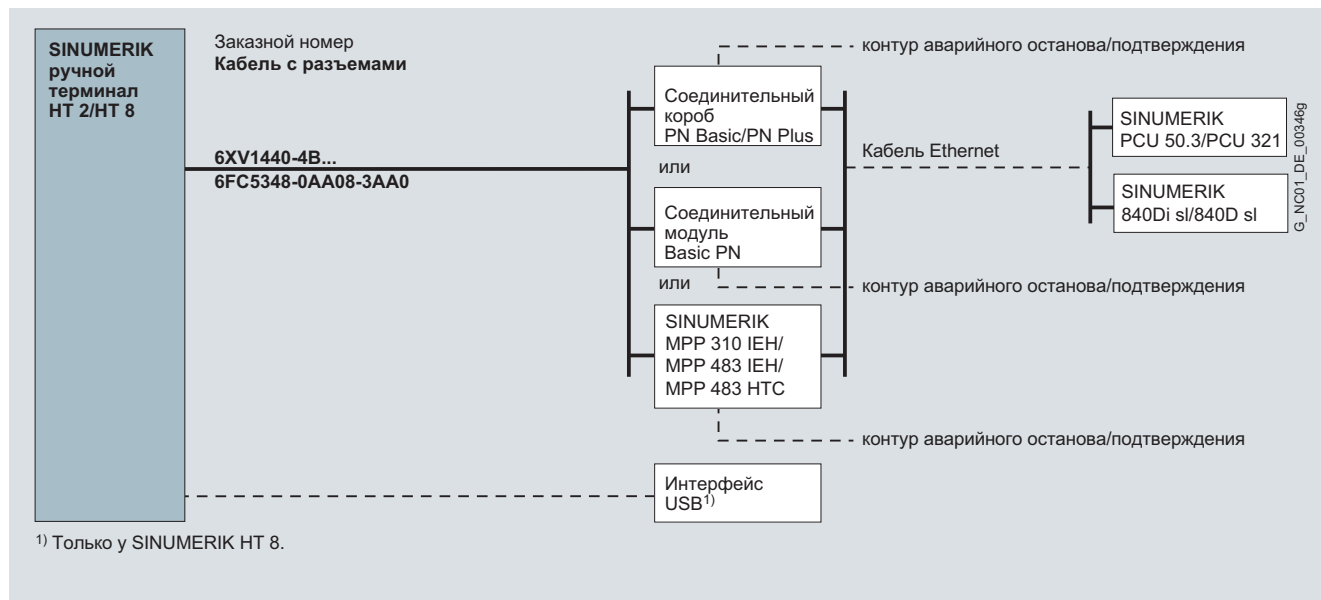 SINUMERIK
ручной
терминал
HT 2/HT 8
Заказной номер
Кабель с разъемами
6XV1440-4B...
6FC5348-0AA08-3AA0
контур аварийного останова/подтверждения
Соединительный
короб
PN Basic/PN Plus
или
Соединительный
модуль
Basic PN
или
контур аварийного останова/подтверждения
SINUMERIK
MPP 310 IEH/
MPP 483 IEH/
MPP 483 HTC
контур аварийного останова/подтверждения
Интерфейс
USB1)
Кабель Ethernet
SINUMERIK
PCU 50.3/PCU 321
SINUMERIK
840Di sl/840D sl
G_NC01_DE_00346g
1) Только у SINUMERIK HT 8.